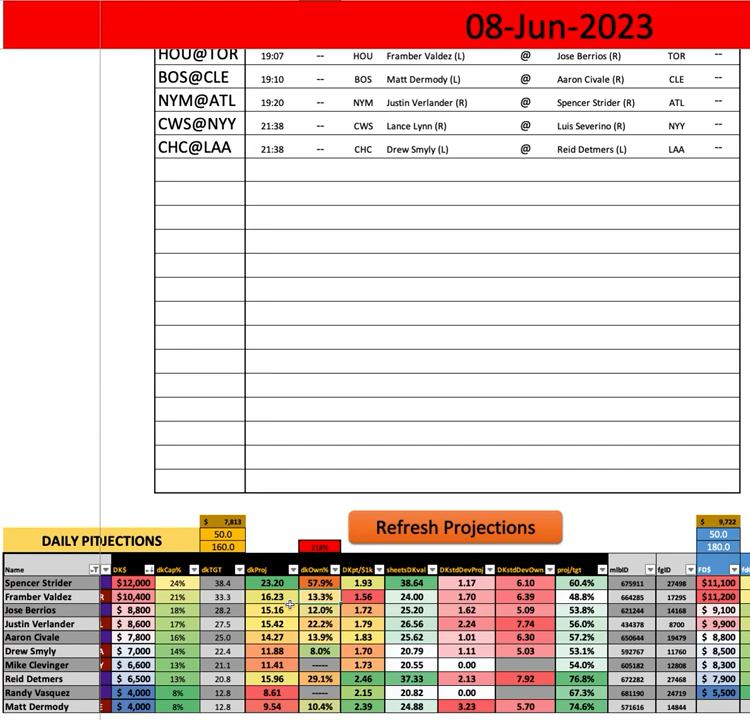 08-Jun-2023
HOU@TOR 19:07 -- HOU Framber Valdez (L) @ Jose Berrios (R) TOR --
BOS@CLE 19:10 -- BOS Matt Dermody (L) @ Aaron Civale (R) CLE --
NYM@ATL 19:20 -- NYM Justin Verlander (R) @ Spencer Strider (R) ATL --
CWS@NYY 21:38 -- CWS Lance Lynn (R) @ Luis Severino (R) NYY --
CHC@LAA 21:38 -- CHC Drew Smyly (L) @ Reid Detmers (L) LAA --
$ 7,813 $ 9,722
DAILY PITJECTIONS 50.0 Refresh Projections 50.0
160.0 218% 180.0
Name DK$ dkCap% dkTGT dkProj dkOwn% DKpt/$1k sheetsDKval DKstdDevProj DKstdDevOwn proj/tgt mlbID fgID FD$
Spencer Strider $12,000 24% 38.4 23.20 57.9% 1.93 38.64 1.17 6.10 60.4% 675911 27498 $11,100
Framber Valdez R $10,400 21% 33.3 16.23 13.3% 1.56 24.00 1.70 6.39 48.8% 664285 17295 $11,200
Jose Berrios $ 8,800 18% 28.2 15.16 12.0% 1.72 25.20 1.62 5.09 53.8% 621244 14168 $ 9,100
Justin Verlander $ 8,600 17% 27.5 15.42 22.2% 1.79 26.56 2.24 7.74 56.0% 434378 8700 $ 9,900
Aaron Civale $ 7,800 16% 25.0 14.27 13.9% 1.83 25.62 1.01 6.30 57.2% 650644 19479 $ 8,800
Drew Smyly A $ 7,000 14% 22.4 11.88 8.0% 1.70 20.79 1.11 5.03 53.1% 592767 11760 $ 8,500
Mike Clevinger Y $ 6,600 13% 21.1 11.41 ----- 1.73 20.55 0.00 54.0% 605182 12808 $ 8,300
Reid Detmers $ 6,500 13% 20.8 15.96 29.1% 2.46 37.33 2.13 7.92 76.8% 672282 27468 $ 7,900
Randy Vasquez $ 4,000 8% 12.8 8.61 ----- 2.15 20.82 0.00 67.3% 681190 24719 $ 5,500
Matt Dermody E $ 4,000 8% 12.8 9.54 10.4% 2.39 24.88 3.23 5.70 74.6% 571616 14844